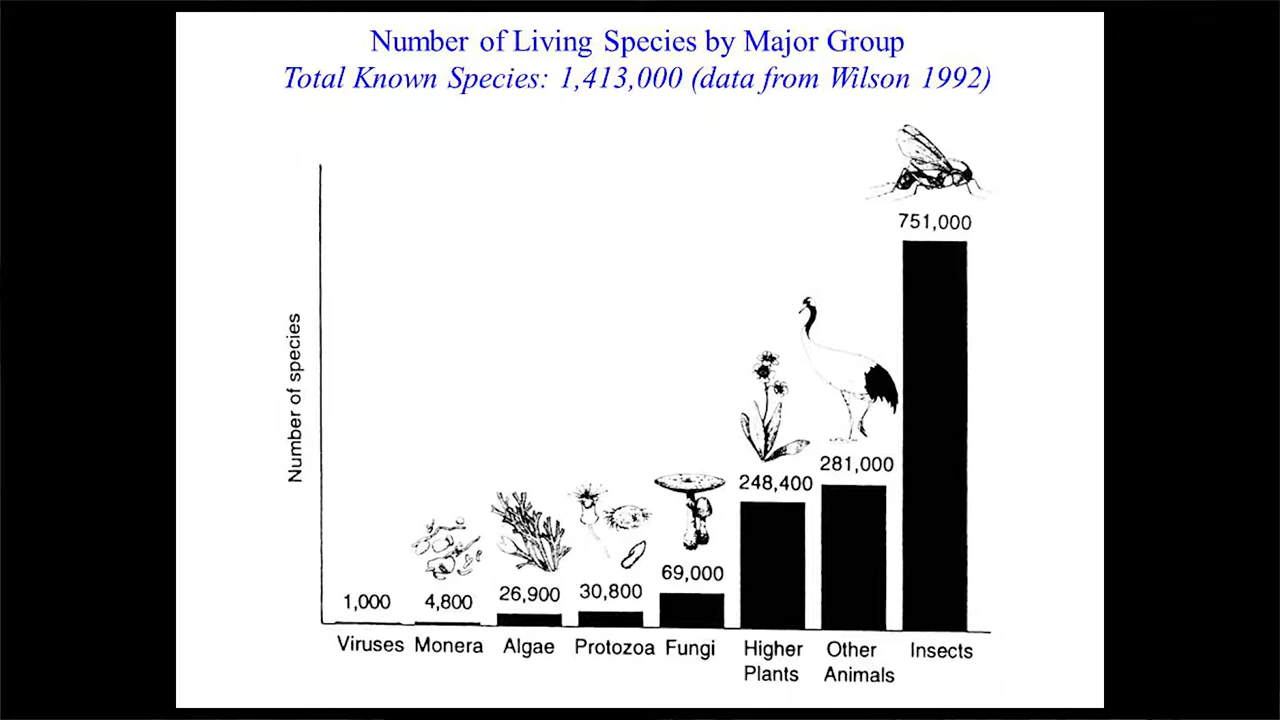 Number of Living Species by Major Group
Total Known Species: 1,413,000 (data from Wilson 1992)
751,000
281,000
248,400
69,000
30,800
26,900
4,800
1,000
Number of species
Viruses
Monera
Algae
Protozoa
Fungi
Higher
Plants
Other
Animals
Insects